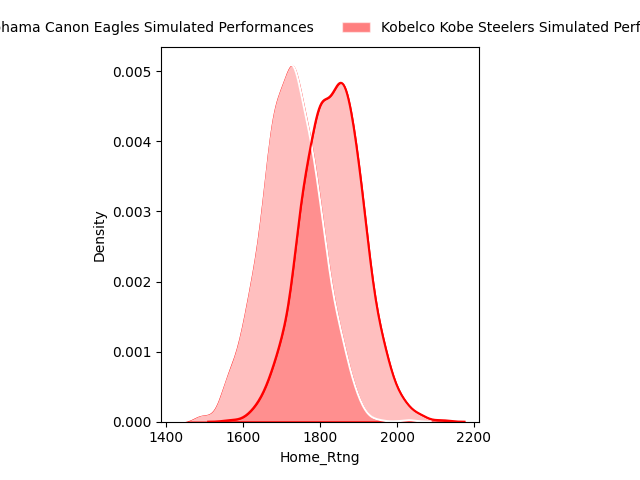 hama Canon Eagles Simulated Performances
Kobelco Kobe Steelers Simulated Perf
0.005
0.004
0.003
0.002
0.001
0.000
Density
1400 1600 1800 2000 2200
Home_Rtng